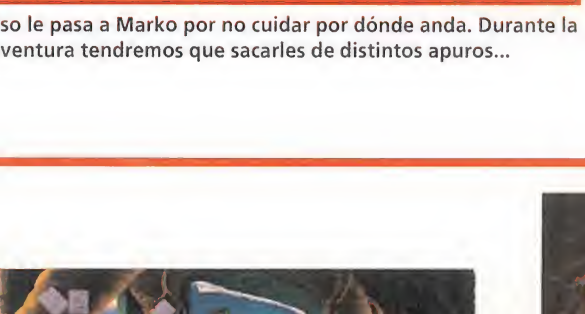 so le pasa a Marko por no cuidar por dónde anda. Durante la
ventura tendremos que sacarles de distintos apuros...